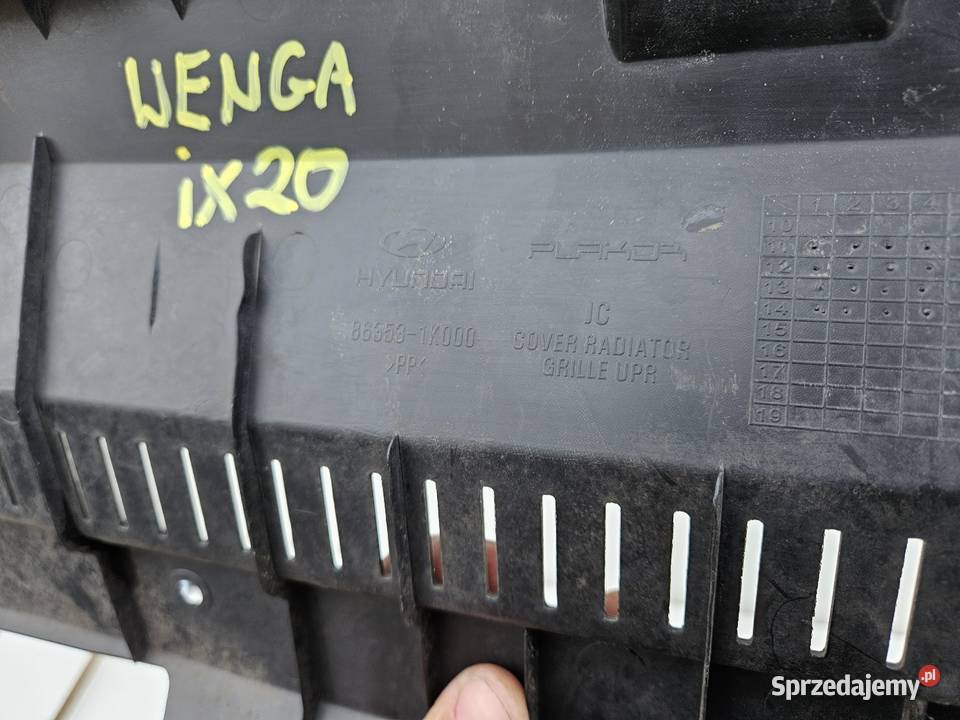 WENGA
ix20
HYUNDAI
PLAKOR
86353-1K000
JC
>PP<
COVER RADIATOR
GRILLE UPR
1 2 3 4
10
11
12
13
14
15
16
17
18
19
Sprzedajemy.pl